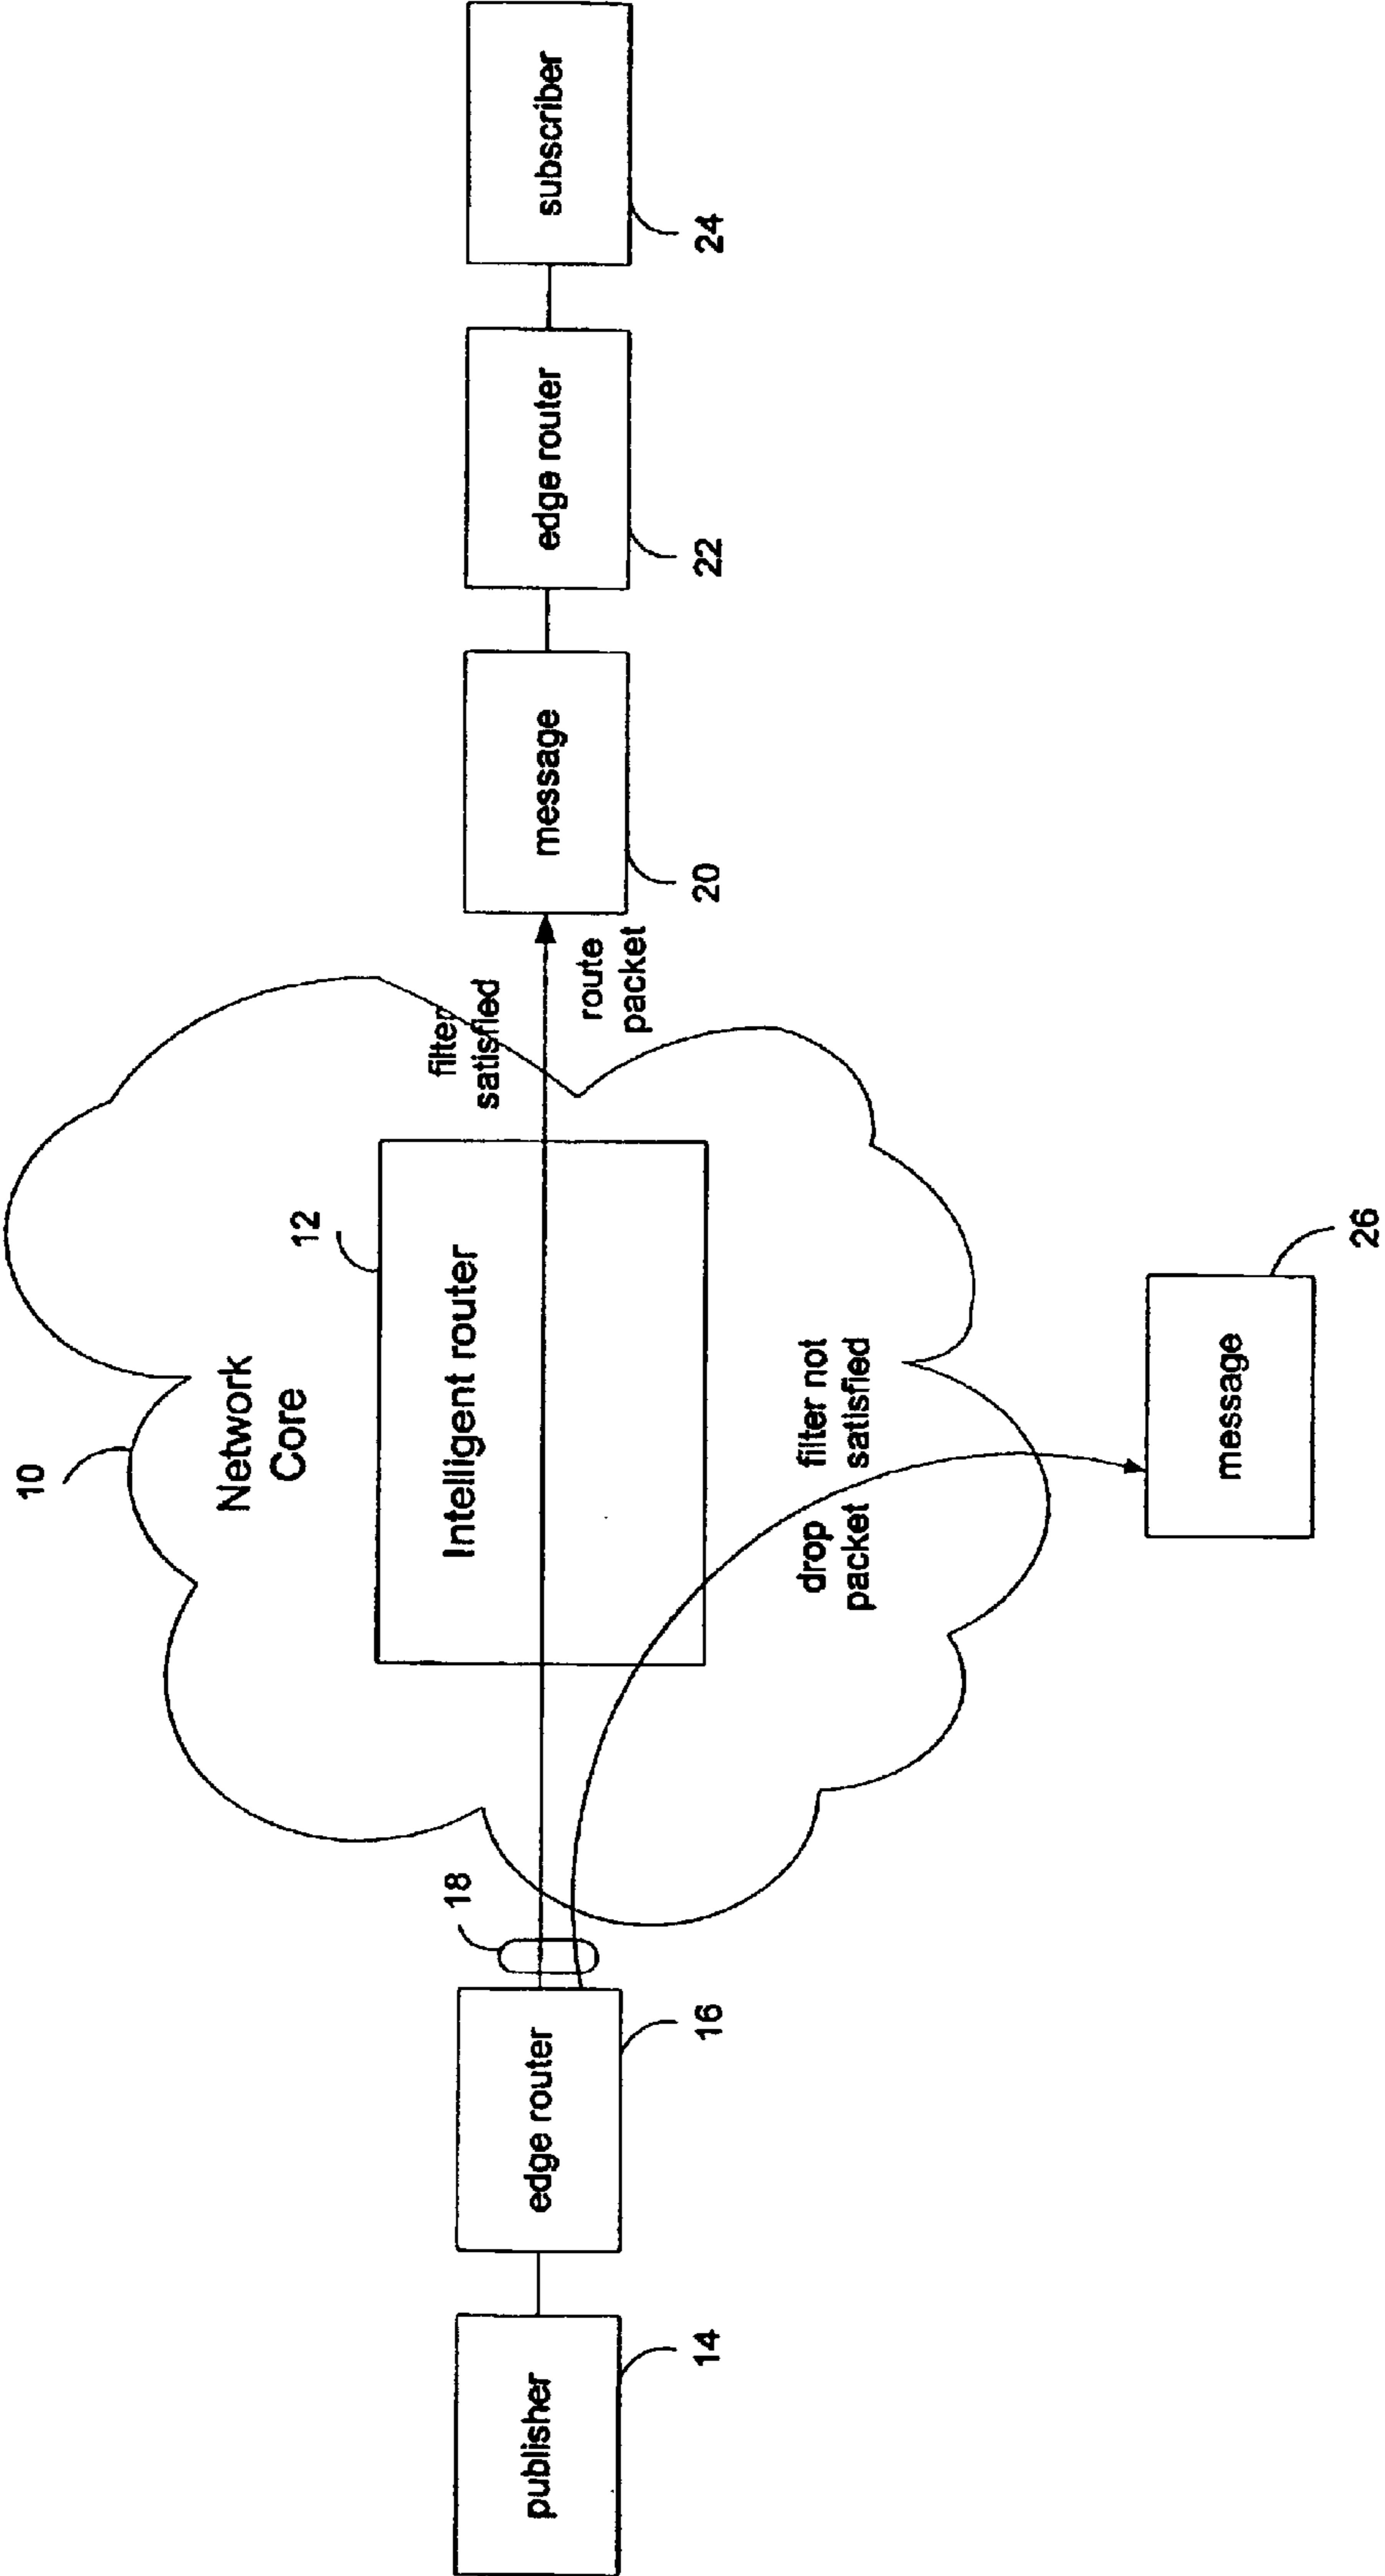 10
Network
Core
12
Intelligent router
publisher
14
edge router
16
18
filter
satisfied
route
packet
message
20
edge router
22
subscriber
24
drop
packet
filter not
satisfied
message
26